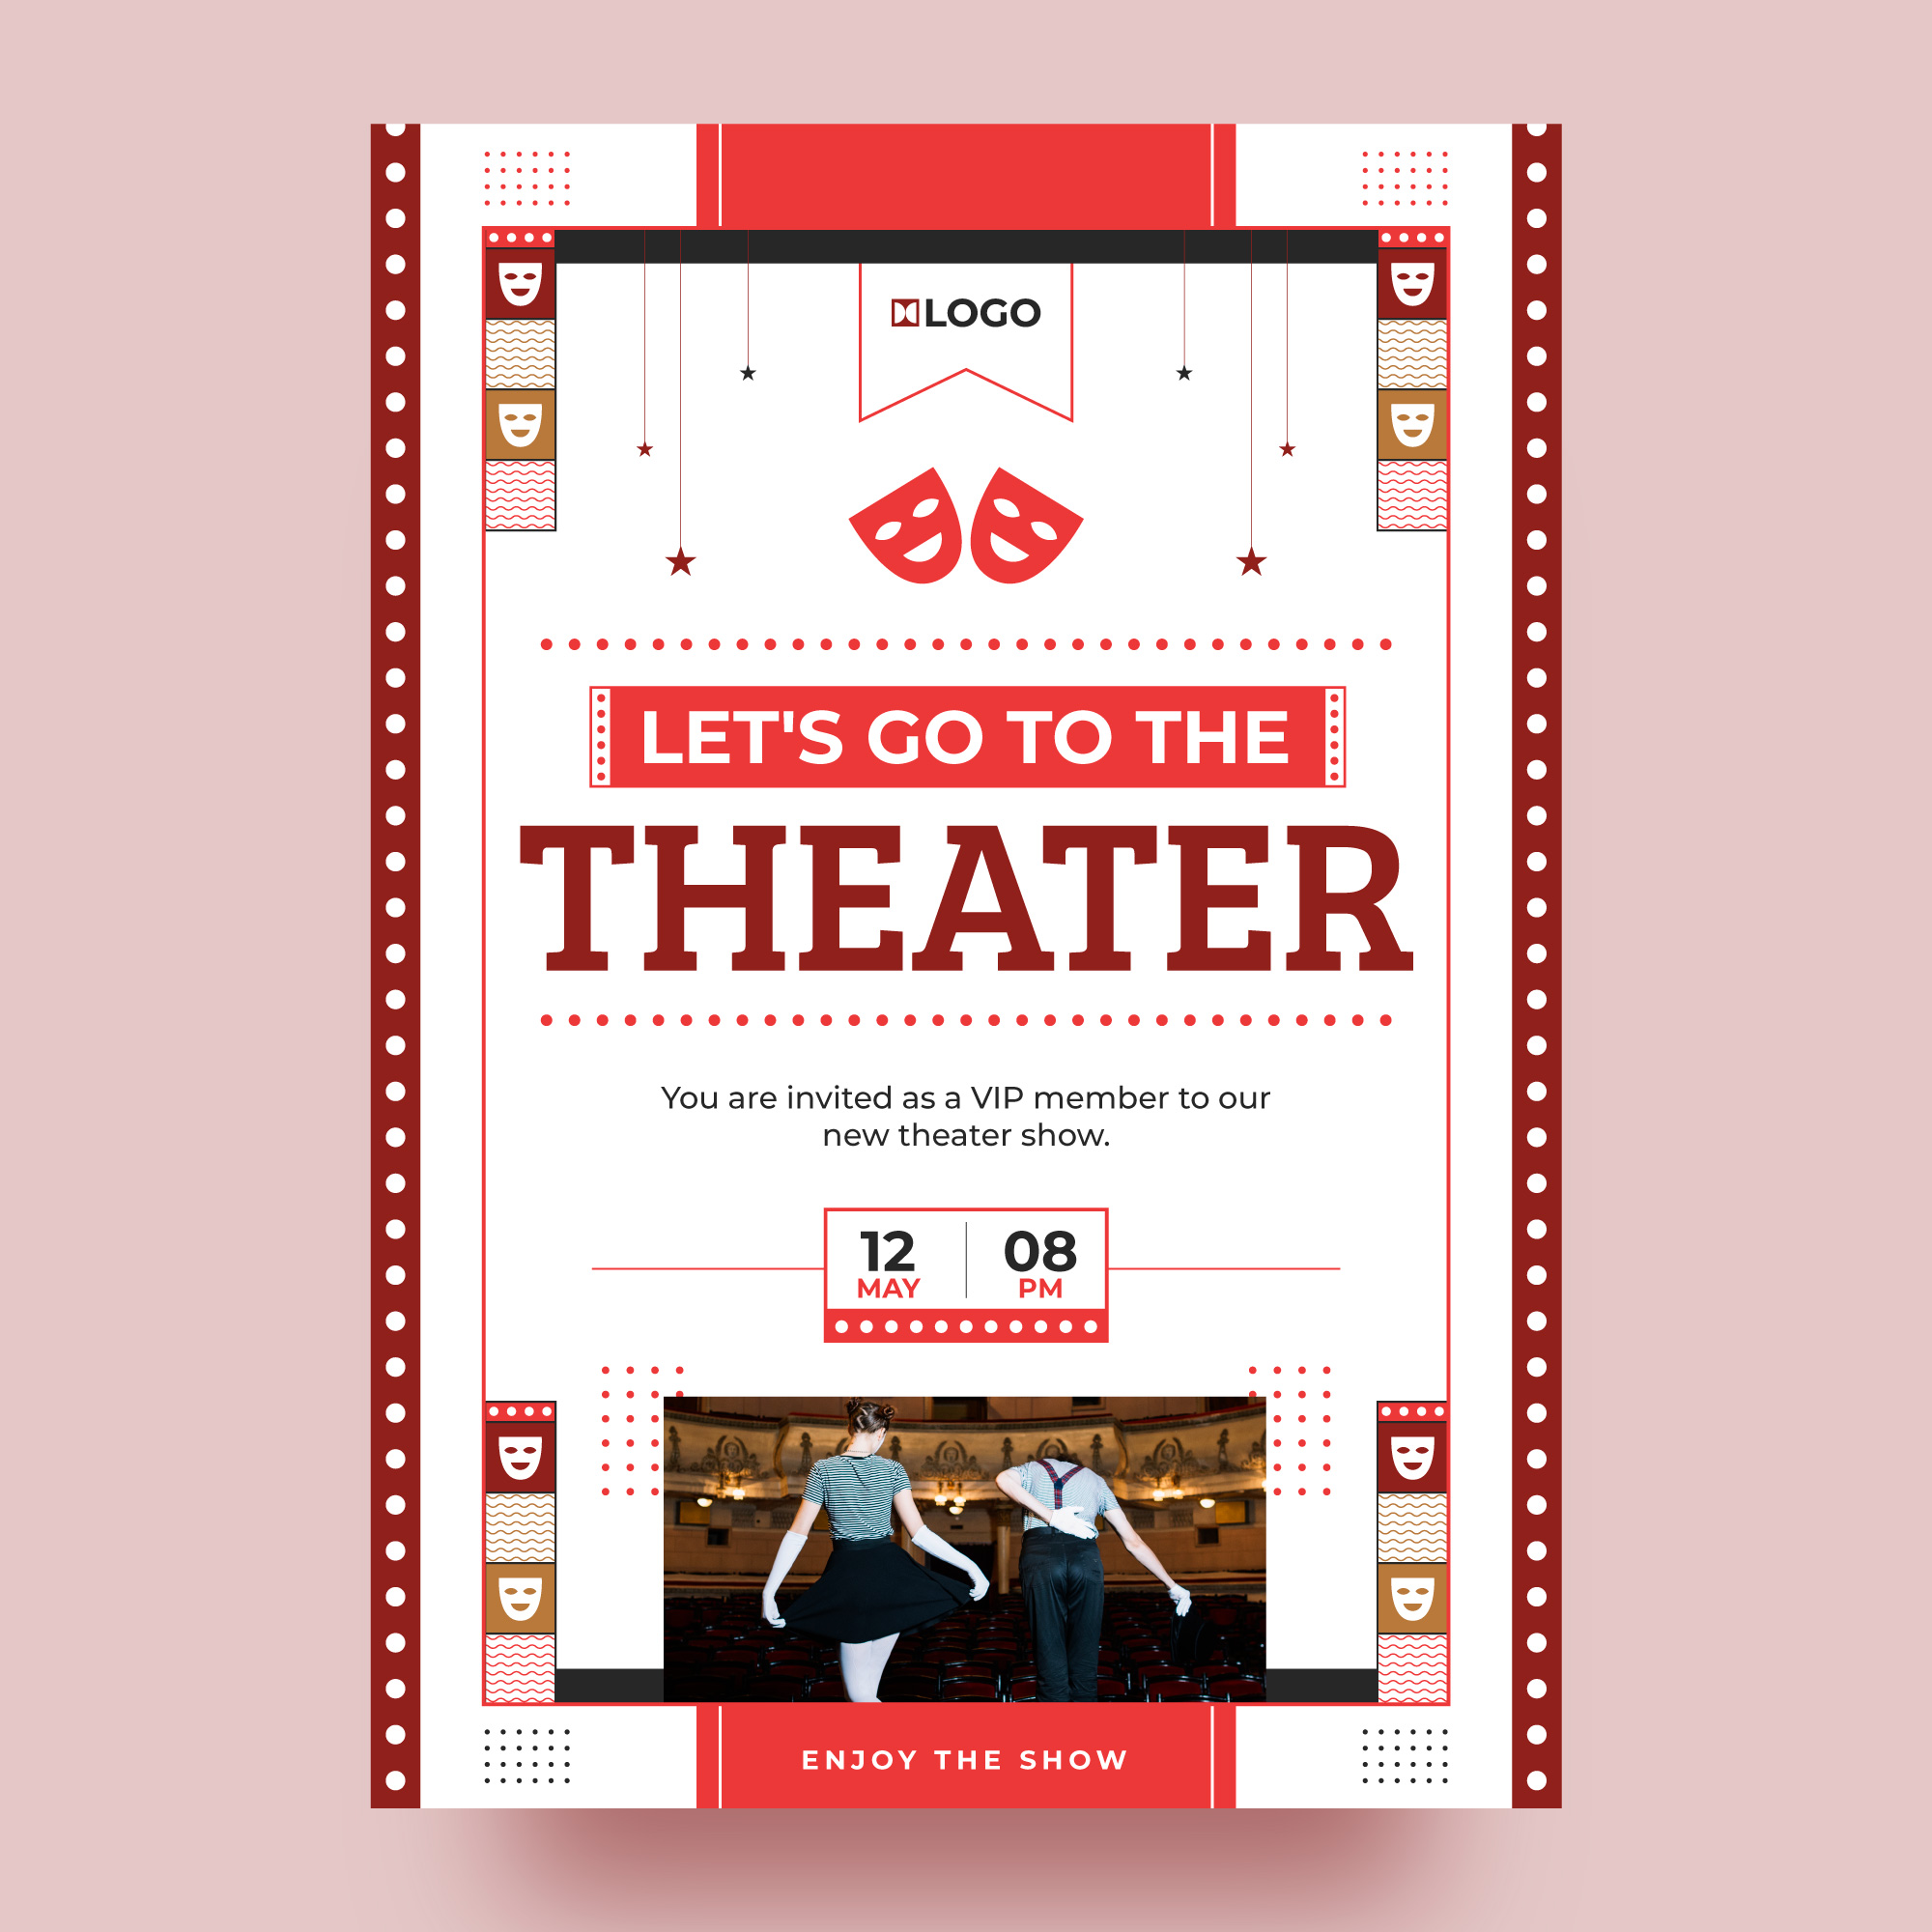 LOGO
LET'S GO TO THE
THEATER
You are invited as a VIP member to our
new theater show.
12 08
MAY PM
ENJOY THE SHOW